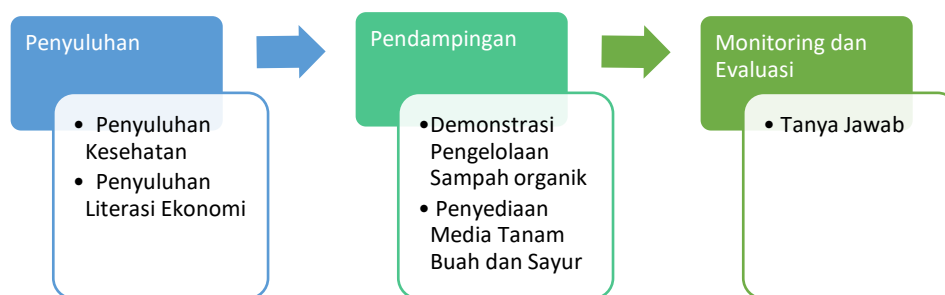 Penyuluhan
• Penyuluhan
Kesehatan
• Penyuluhan
Literasi Ekonomi
Pendampingan
•Demonstrasi
Pengelolaan
Sampah organik
• Penyediaan
Media Tanam
Buah dan Sayur
Monitoring dan
Evaluasi
• Tanya Jawab